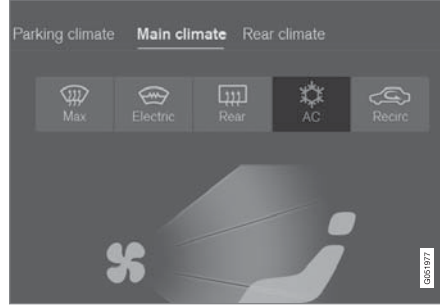 Parking climate Main climate Rear climate
Max Electric Rear AC Recirc
G051977